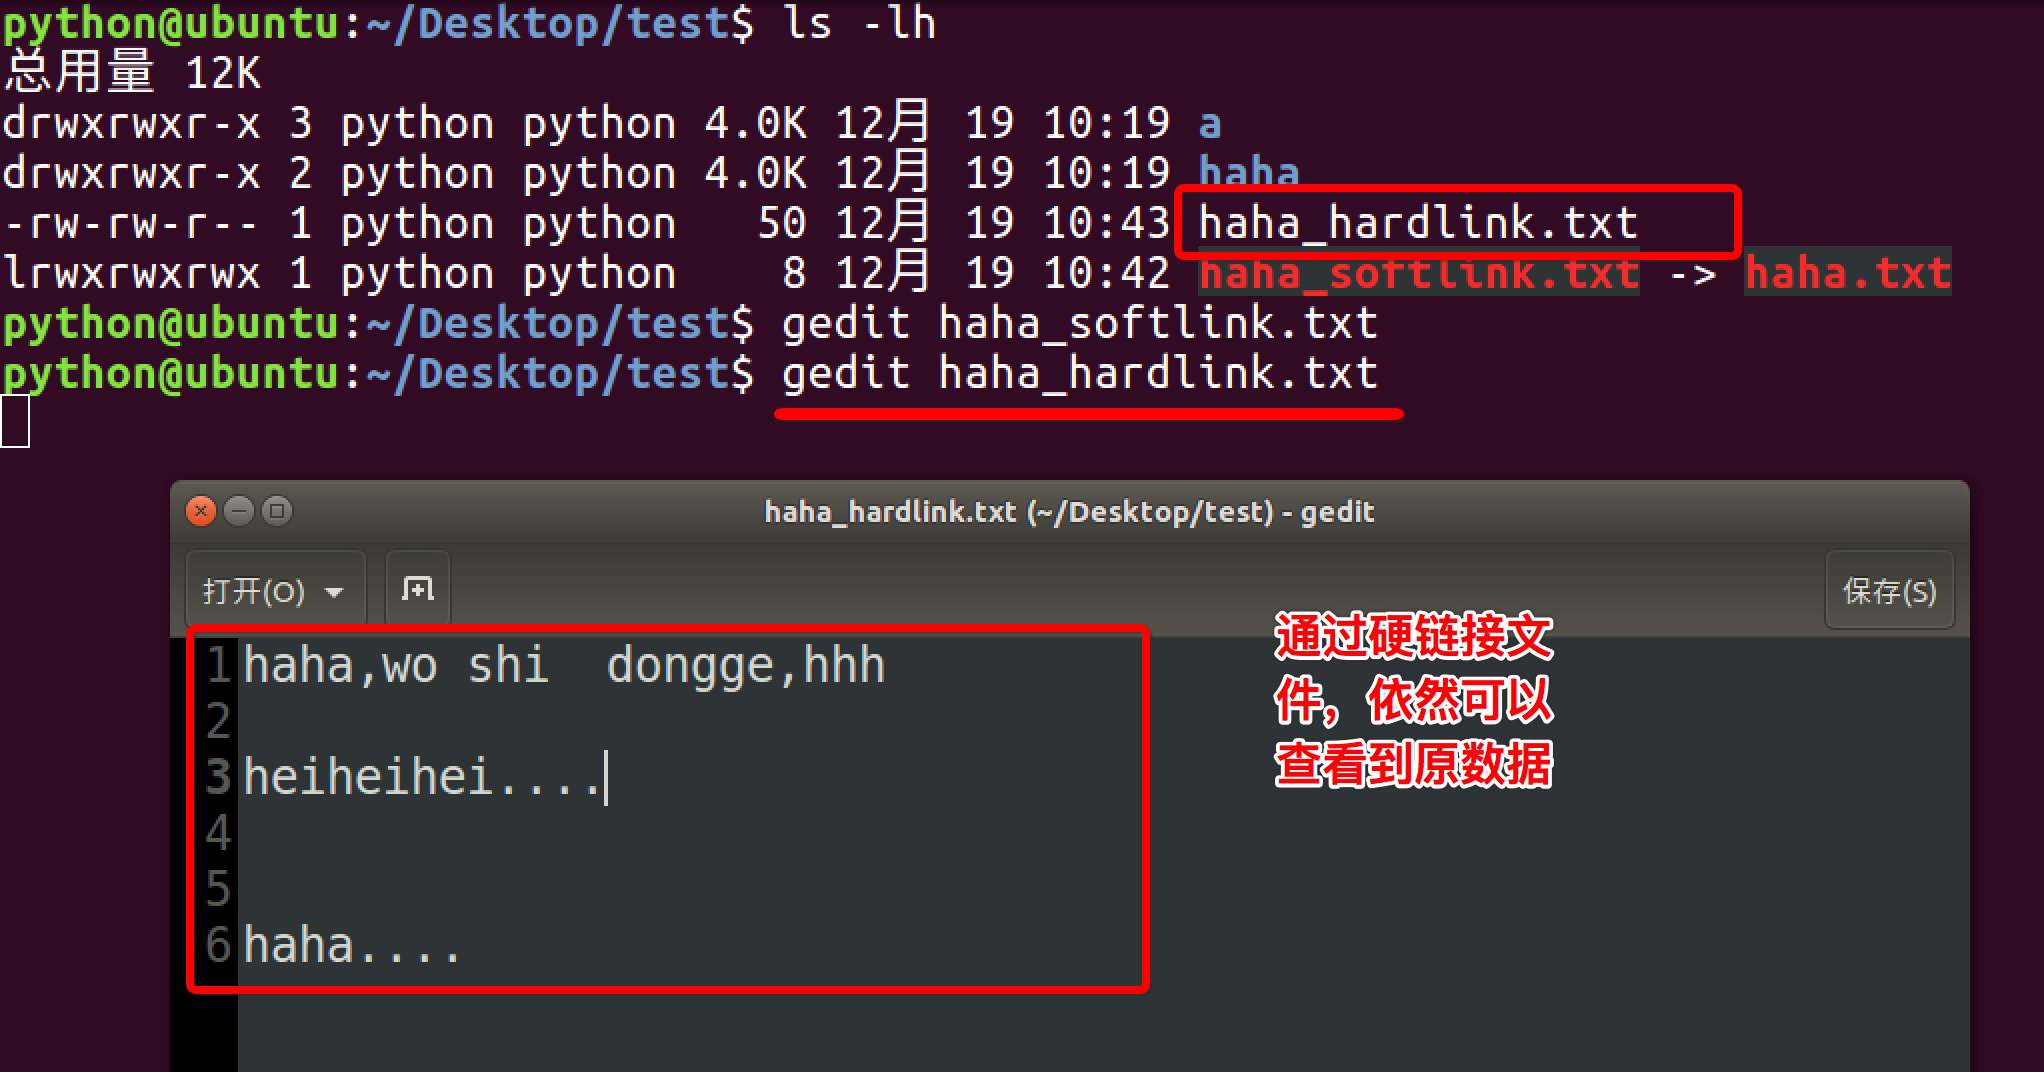 python@ubuntu:~/Desktop/test$ ls -lh
总用量 12K
drwxrwxr-x 3 python python 4.0K 12月 19 10:19 a
drwxrwxr-x 2 python python 4.0K 12月 19 10:19 haha
-rw-rw-r-- 1 python python 50 12月 19 10:43 haha_hardlink.txt
lrwxrwxrwx 1 python python 8 12月 19 10:42 haha_softlink.txt -> haha.txt
python@ubuntu:~/Desktop/test$ gedit haha_softlink.txt
python@ubuntu:~/Desktop/test$ gedit haha_hardlink.txt
haha_hardlink.txt (~/Desktop/test) - gedit
打开(O)
保存(S)
1 haha,wo shi  dongge,hhh
2
3 heiheihei....
4
5
6 haha....
通过硬链接文
件，依然可以
查看到原数据